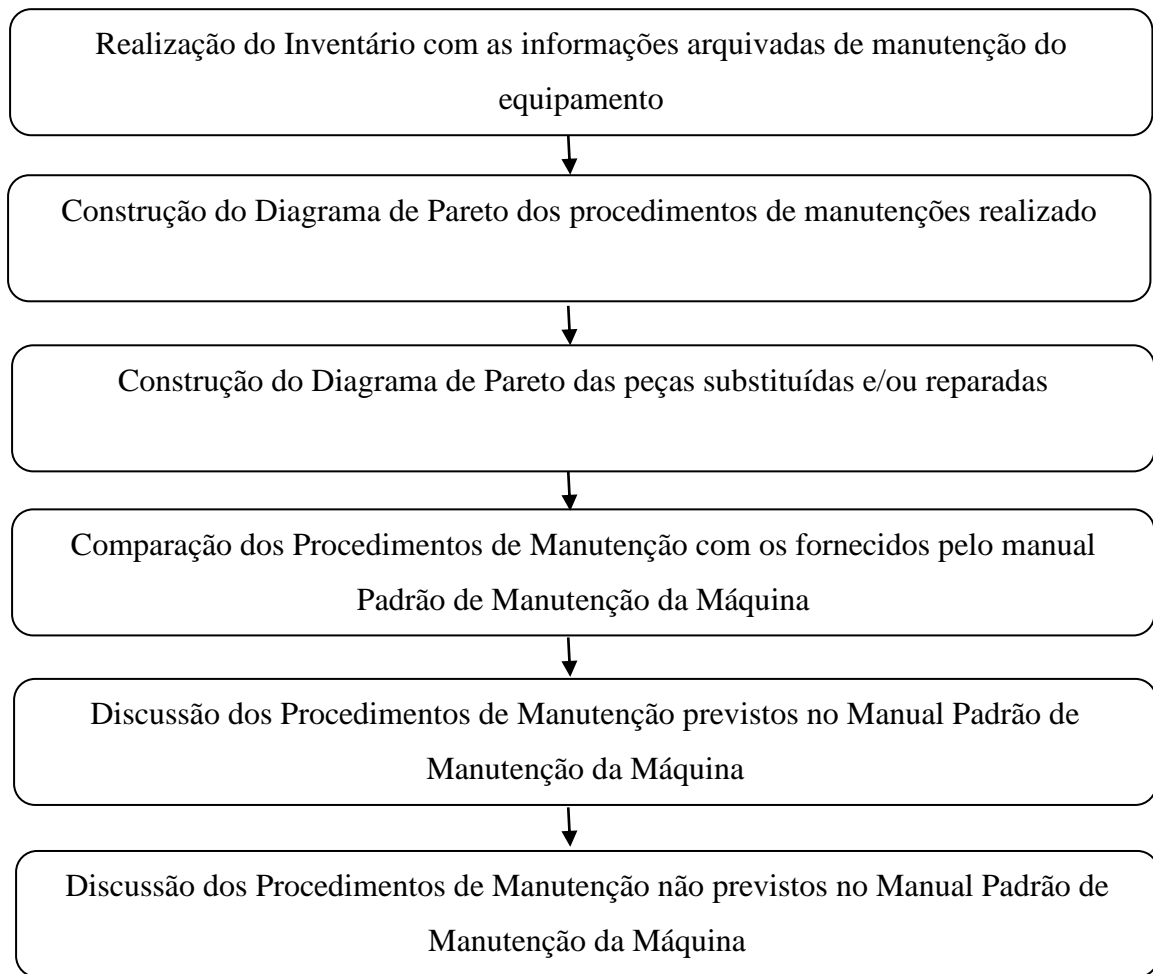 Realização do Inventário com as informações arquivadas de manutenção do
equipamento
Construção do Diagrama de Pareto dos procedimentos de manutenções realizado
Construção do Diagrama de Pareto das peças substituídas e/ou reparadas
Comparação dos Procedimentos de Manutenção com os fornecidos pelo manual
Padrão de Manutenção da Máquina
Discussão dos Procedimentos de Manutenção previstos no Manual Padrão de
Manutenção da Máquina
Discussão dos Procedimentos de Manutenção não previstos no Manual Padrão de
Manutenção da Máquina